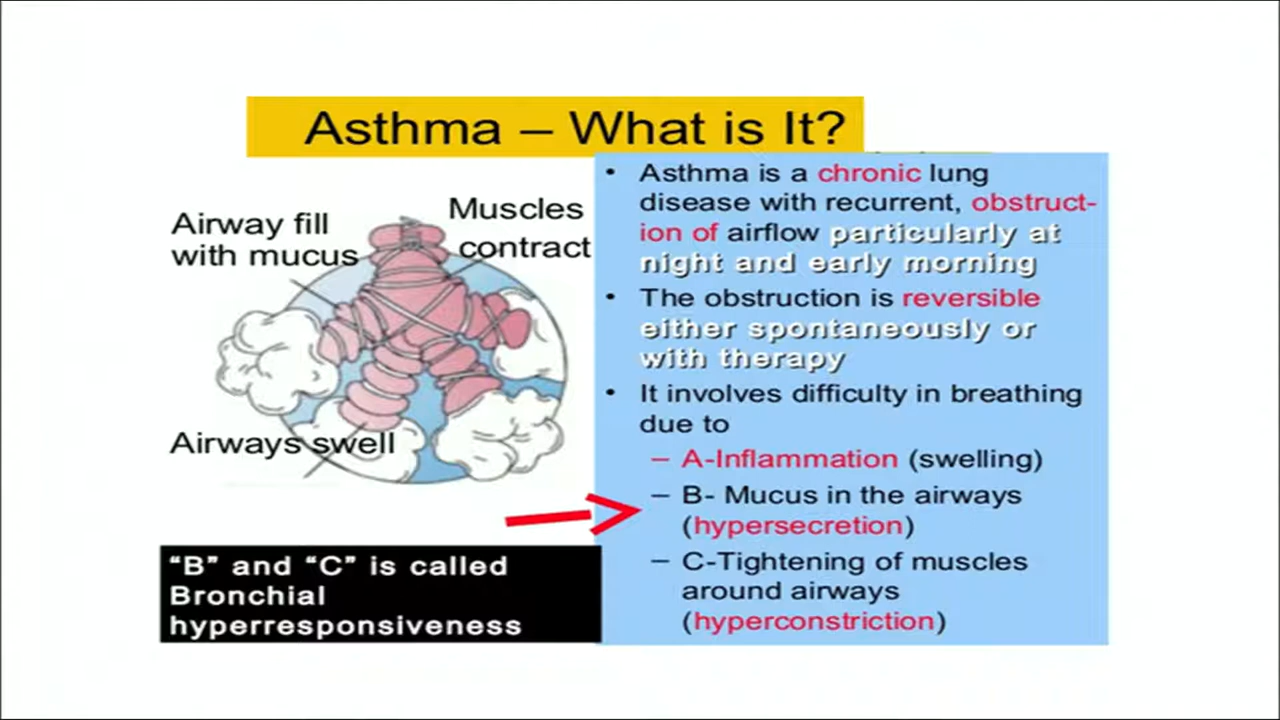 Asthma – What is It?
Airway fill
with mucus
Muscles
contract
Airways swell
“B” and “C” is called
Bronchial
hyperresponsiveness
• Asthma is a chronic lung
disease with recurrent, obstruct-
ion of airflow particularly at
night and early morning
• The obstruction is reversible
either spontaneously or
with therapy
• It involves difficulty in breathing
due to
– A-Inflammation (swelling)
– B- Mucus in the airways
(hypersecretion)
– C-Tightening of muscles
around airways
(hyperconstriction)